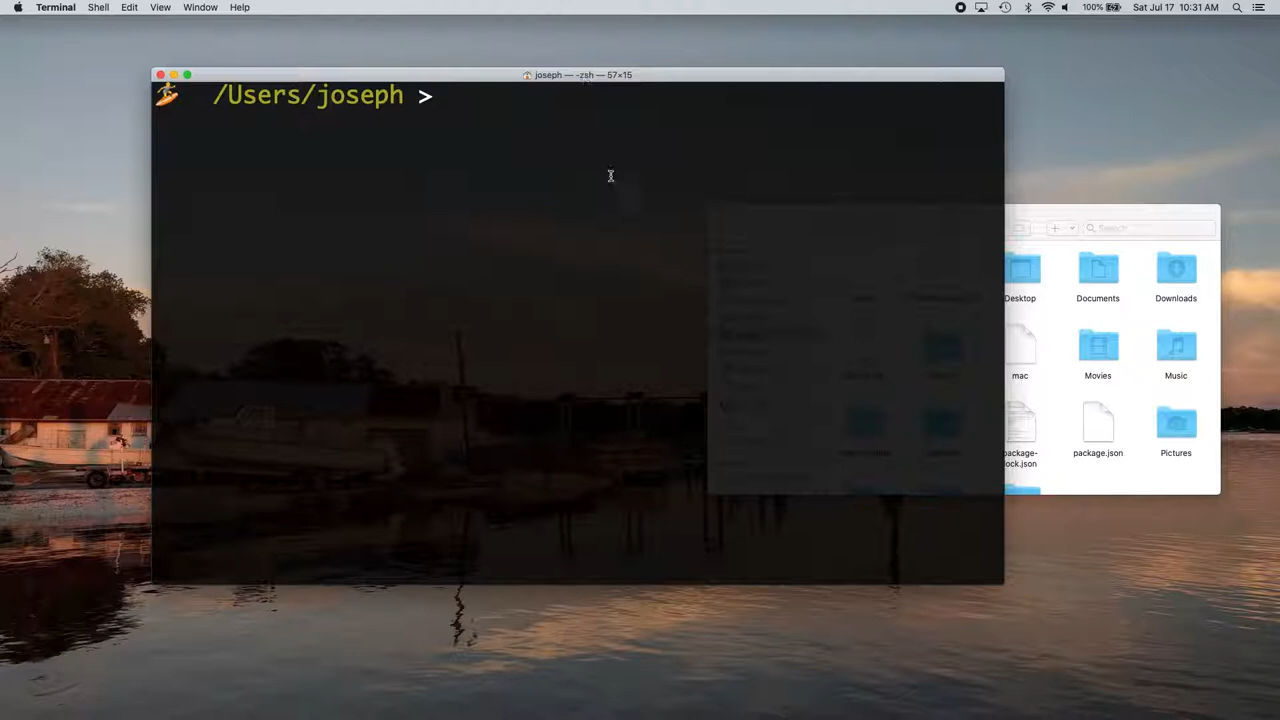 Terminal Shell Edit View Window Help 100% Sat Jul 17 10:31 AM
joseph — -zsh — 57×15
/Users/joseph >
Search
Desktop Documents Downloads
mac Movies Music
package-lock.json package.json Pictures